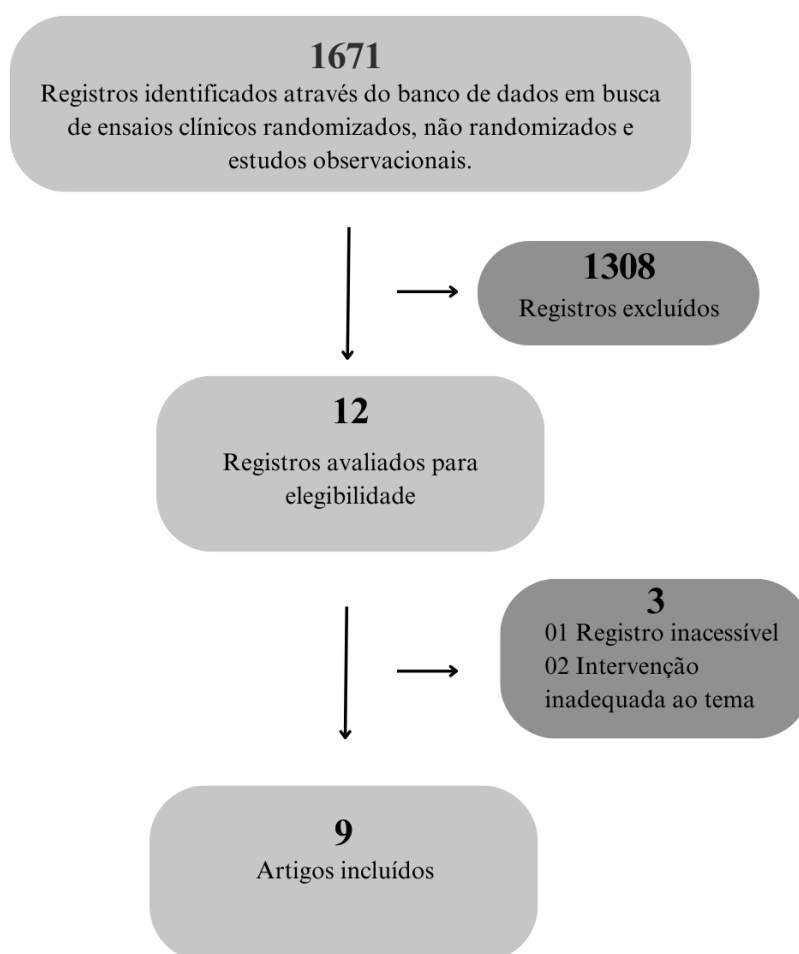 1671
Registros identificados através do banco de dados em busca
de ensaios clínicos randomizados, não randomizados e
estudos observacionais.
1308
Registros excluídos
12
Registros avaliados para
elegibilidade
3
01 Registro inacessível
02 Intervenção
inadequada ao tema
9
Artigos incluídos